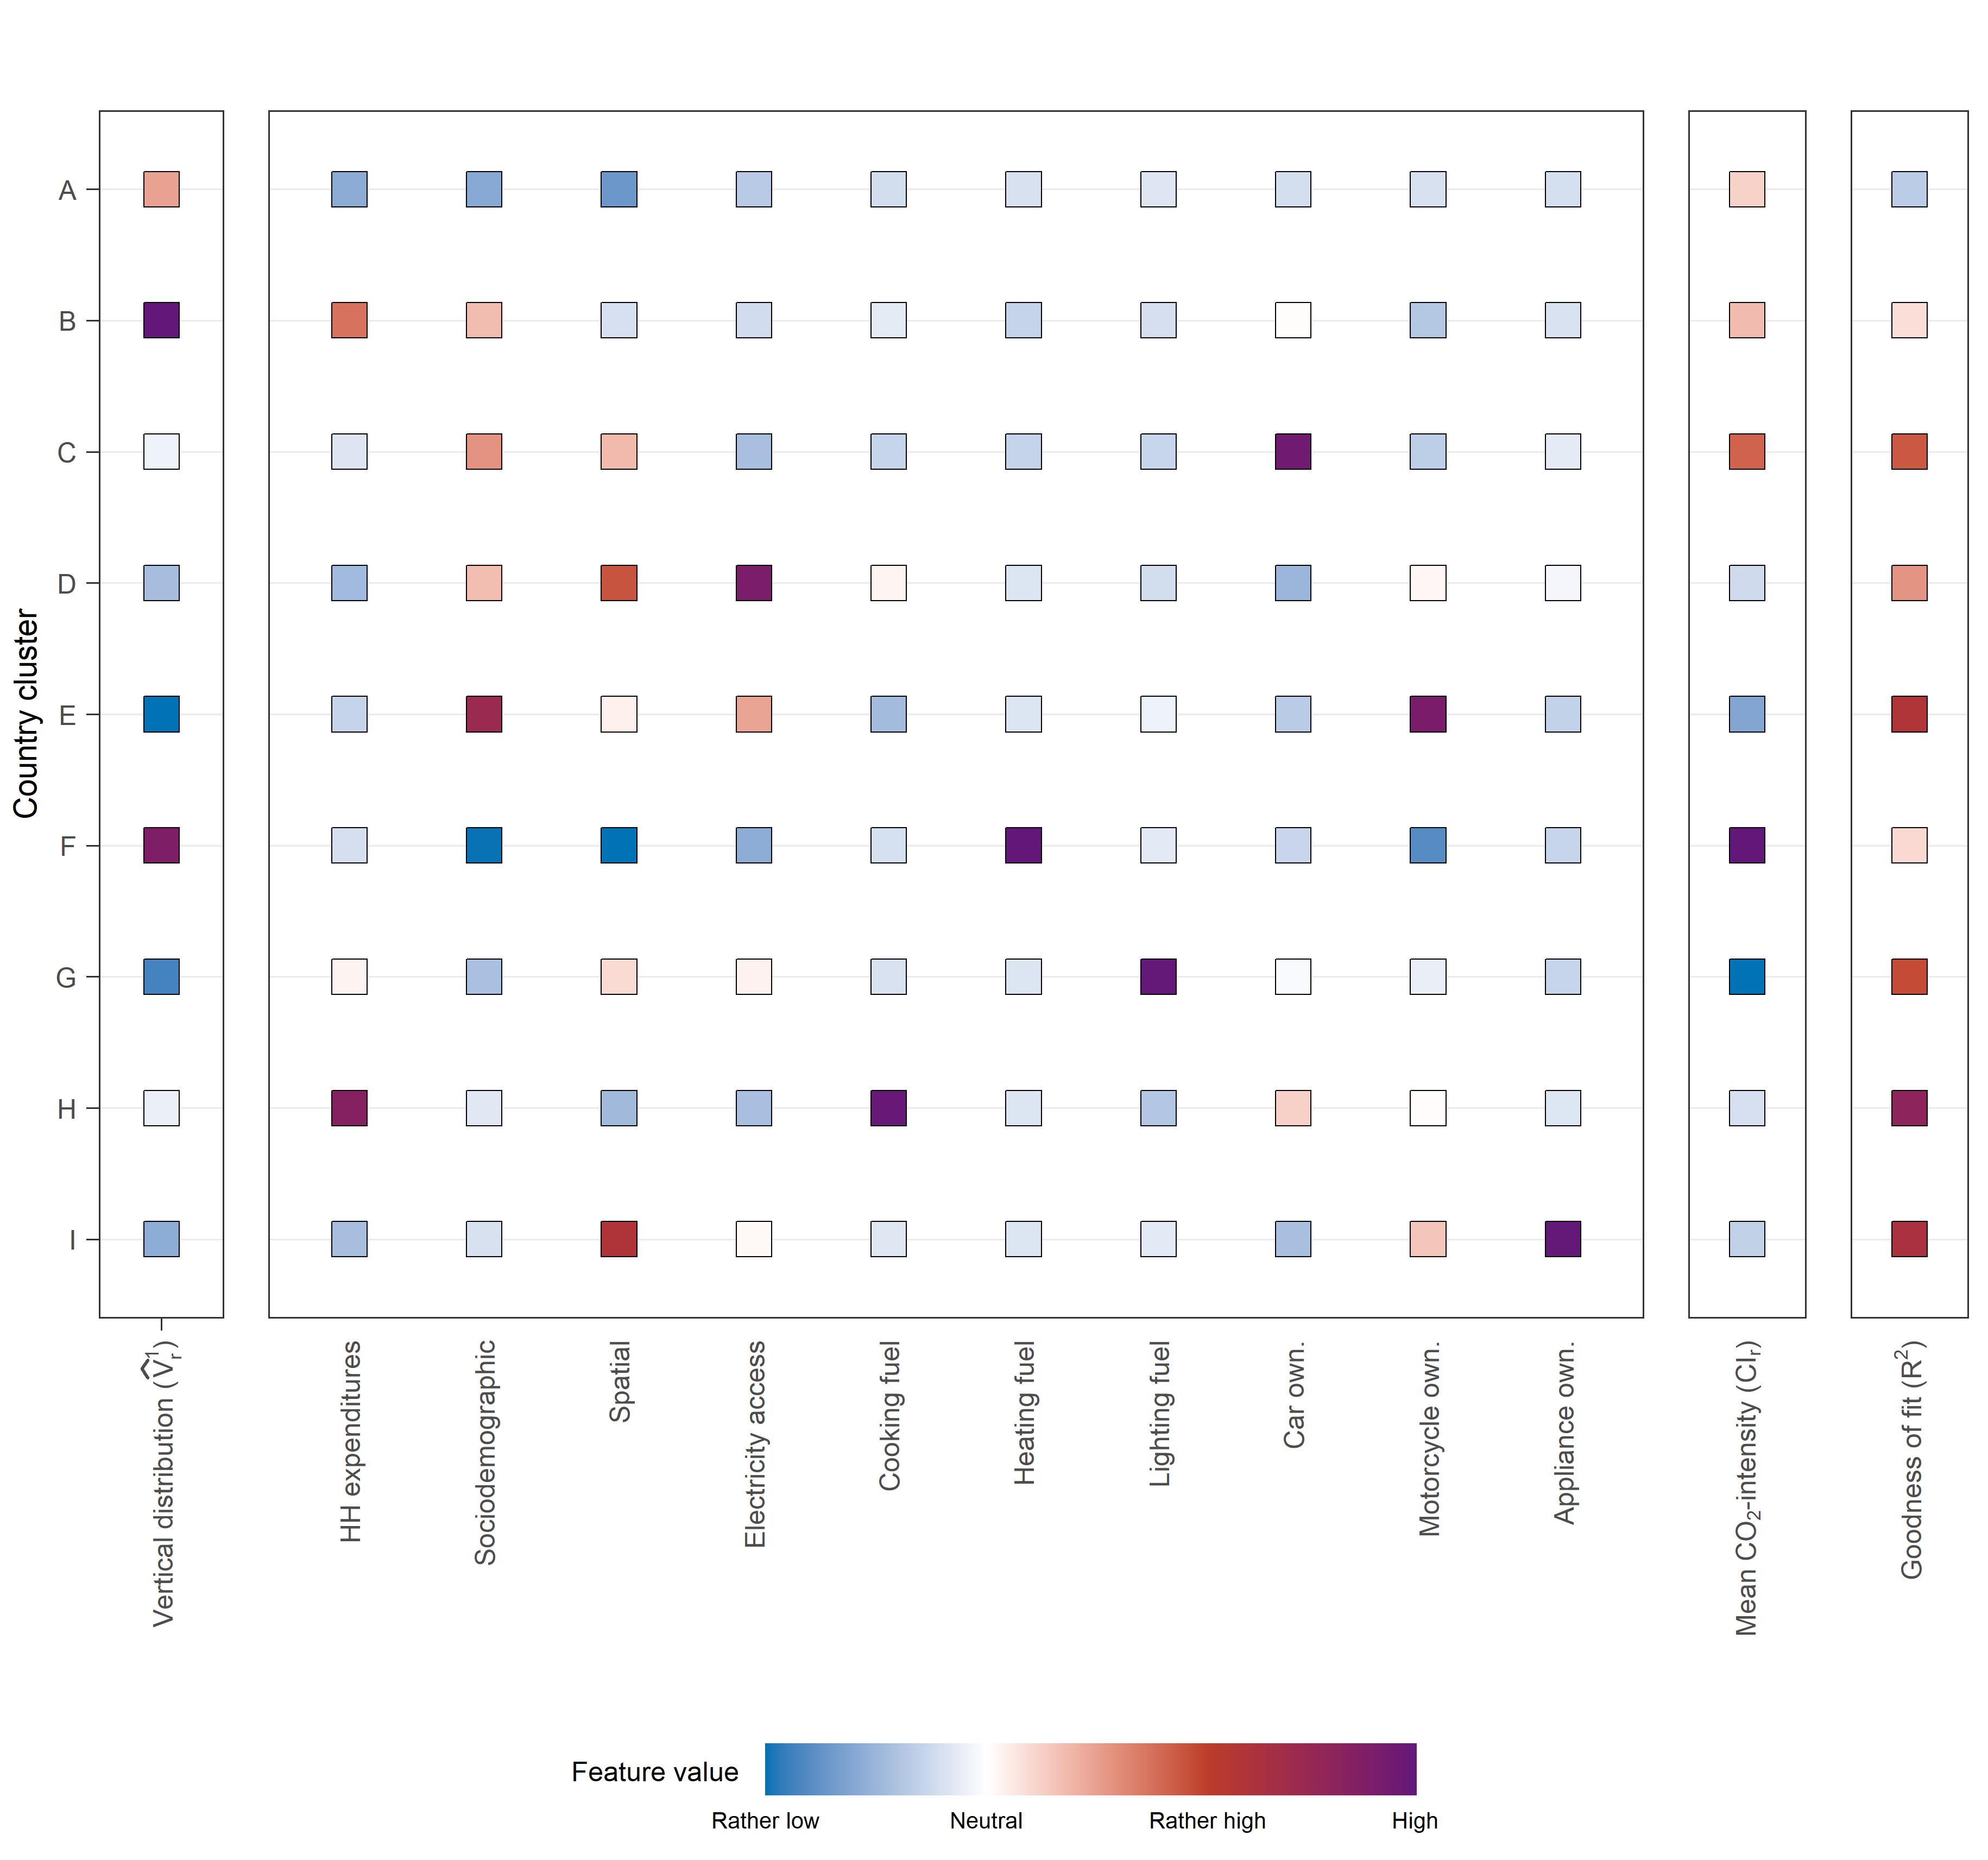 Country cluster
A
B
C
D
E
F
G
H
I
Vertical distribution (V̂¹ᵣ)
HH expenditures
Sociodemographic
Spatial
Electricity access
Cooking fuel
Heating fuel
Lighting fuel
Car own.
Motorcycle own.
Appliance own.
Mean CO₂-intensity (CIᵣ)
Goodness of fit (R²)
Feature value
Rather low
Neutral
Rather high
High